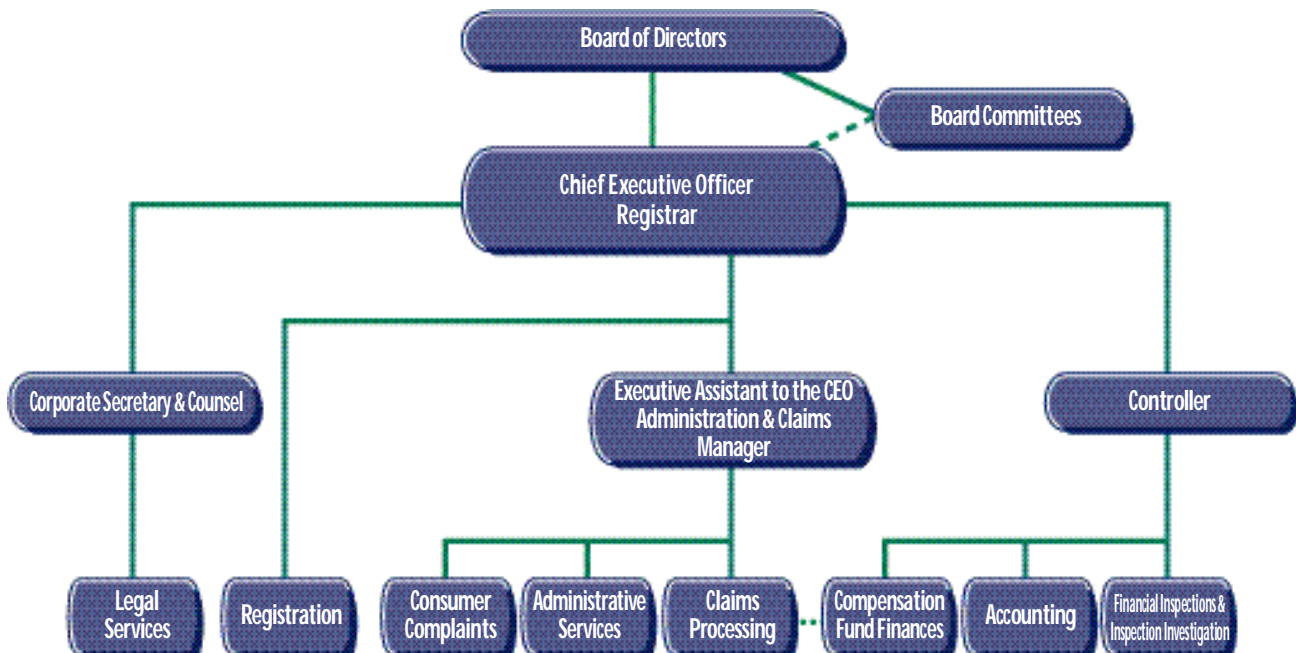 Board of Directors
Board Committees
Chief Executive Officer
Registrar
Corporate Secretary & Counsel
Executive Assistant to the CEO
Administration & Claims
Manager
Controller
Legal
Services
Registration
Consumer
Complaints
Administrative
Services
Claims
Processing
Compensation
Fund Finances
Accounting
Financial Inspections &
Inspection Investigation